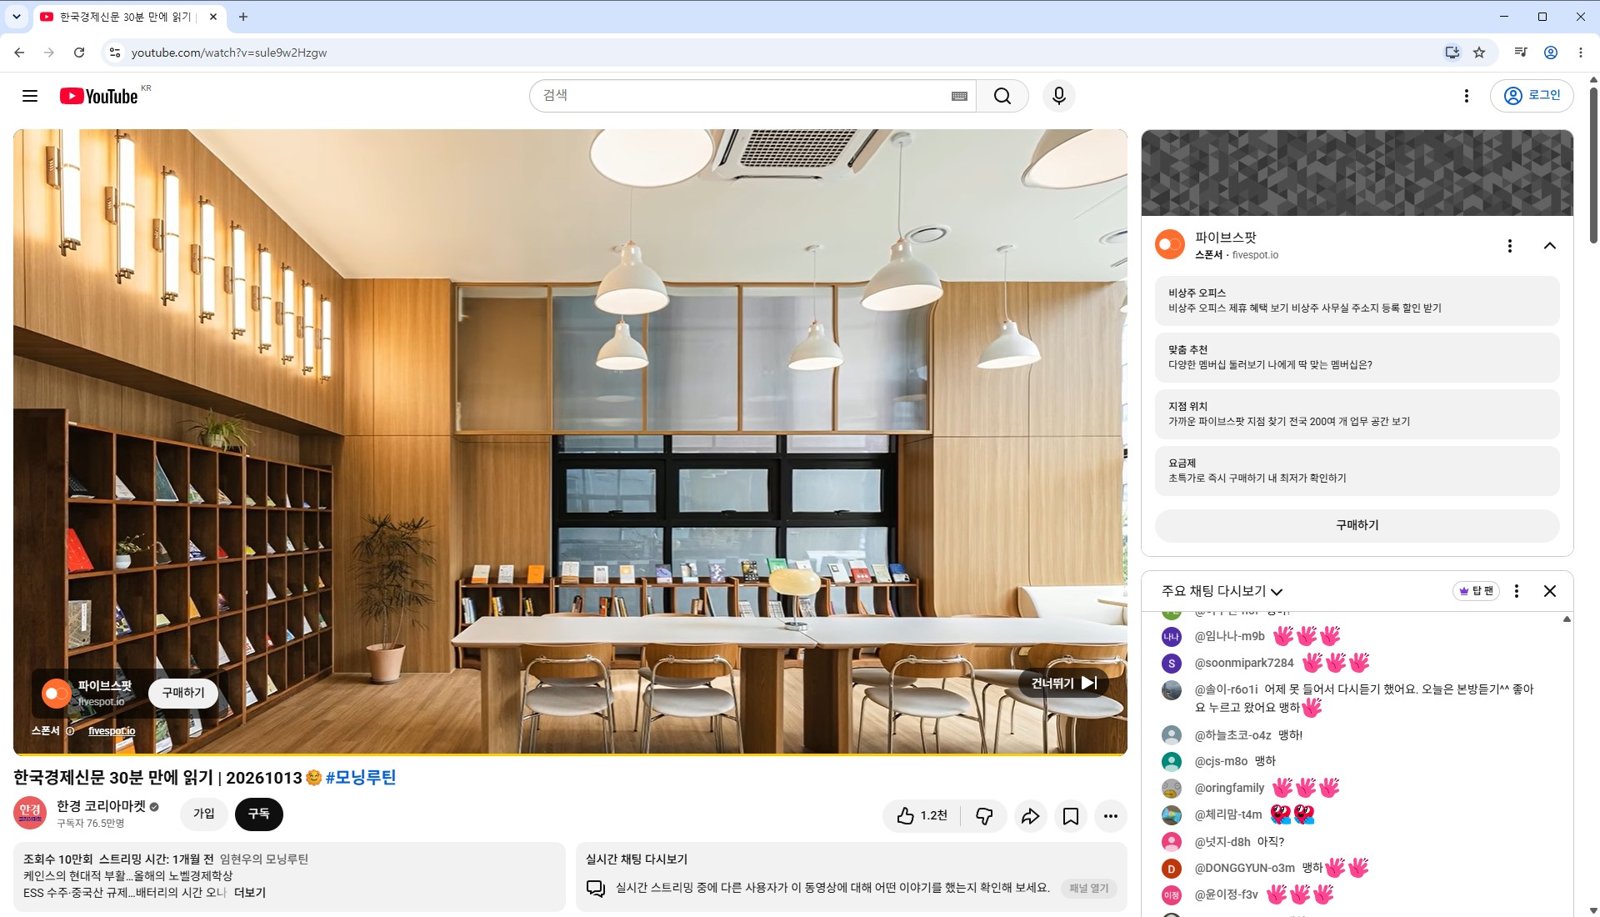 한국경제신문 30분 만에 읽기 |
youtube.com/watch?v=sule9w2Hzgw
YouTube KR
검색
로그인
파이브스팟
fivespot.io
구매하기
스폰서
fivespot.io
건너뛰기
한국경제신문 30분 만에 읽기 | 20261013 #모닝루틴
한경
한경 코리아마켓
구독자 76.5만명
가입
구독
1.2천
조회수 10만회 스트리밍 시간: 1개월 전 임현우의 모닝루틴
케인스의 현대적 부활...올해의 노벨경제학상
ESS 수주·중국산 규제...배터리의 시간 오나 더보기
실시간 채팅 다시보기
실시간 스트리밍 중에 다른 사용자가 이 동영상에 대해 어떤 이야기를 했는지 확인해 보세요.
패널 열기
파이브스팟
스폰서 · fivespot.io
비상주 오피스
비상주 오피스 제휴 혜택 보기 비상주 사무실 주소지 등록 할인 받기
맞춤 추천
다양한 멤버십 둘러보기 나에게 딱 맞는 멤버십은?
지점 위치
가까운 파이브스팟 지점 찾기 전국 200여 개 업무 공간 보기
요금제
초특가로 즉시 구매하기 내 최저가 확인하기
구매하기
주요 채팅 다시보기
탑 팬
나나 @임나나-m9b
S @soonmipark7284
@솔이-r6o1i 어제 못 들어서 다시듣기 했어요. 오늘은 본방듣기^^ 좋아
요 누르고 왔어요 맹하
@하늘초코-o4z 맹하!
@cjs-m8o 맹하
@oringfamily
@체리맘-t4m
@넛지-d8h 아직?
D @DONGGYUN-o3m 맹하
이정 @윤이정-f3v